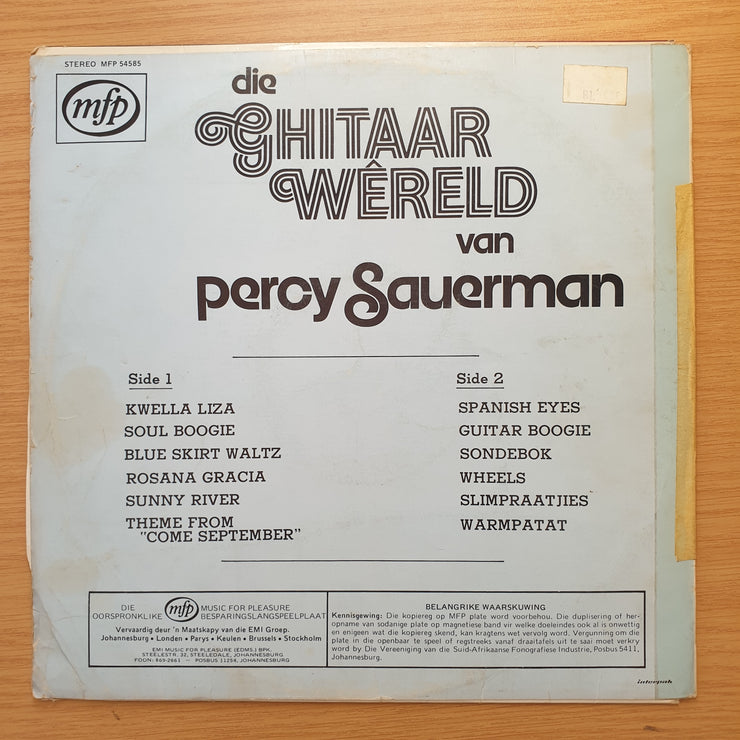 STEREO MFP 54585
mfp
die
GHITAAR
WÊRELD
van
percy Sauerman
Side 1
KWELLA LIZA
SOUL BOOGIE
BLUE SKIRT WALTZ
ROSANA GRACIA
SUNNY RIVER
THEME FROM
"COME SEPTEMBER"
Side 2
SPANISH EYES
GUITAR BOOGIE
SONDEBOK
WHEELS
SLIMPRAATJIES
WARMPATAT
DIE OORSPRONKLIKE mfp MUSIC FOR PLEASURE BESPARINGSLANGSPEELPLAAT
Vervaardig deur 'n Maatskapy van die EMI Groep.
Johannesburg • Londen • Parys • Keulen • Brussels • Stockholm
EMI MUSIC FOR PLEASURE (EDMS.) BPK.
STEELESTR. 32, STEELEDALE, JOHANNESBURG
FOON: 869-2661 - POSBUS 11254, JOHANNESBURG
BELANGRIKE WAARSKUWING
Kennisgewing: Die kopiereg op MFP plate word voorbehou. Die duplisering of her-
opname van sodanige plate op magnetiese band vir welke doeleindes ook al is onwettig
en enigeen wat die kopiereg skend, kan kragtens wet vervolg word. Vergunning om die
plate in die openbaar te speel of regstreeks vanaf draaitafels uit te saai moet verkry
word by Die Vereeniging van die Suid-Afrikaanse Fonografiese Industrie, Posbus 5411,
Johannesburg.
interpak